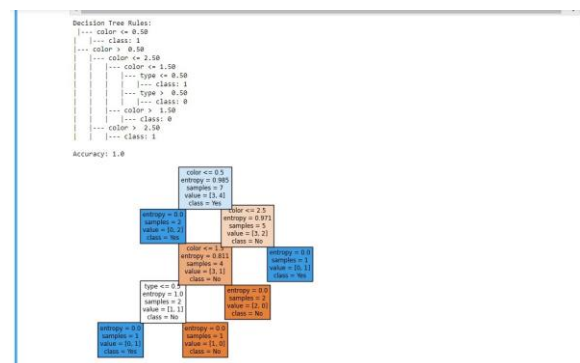 Decision Tree Rules:
|--- color <= 0.50
|   |--- class: 1
|--- color >  0.50
|   |--- color <= 2.50
|   |   |--- color <= 1.50
|   |   |   |--- type <= 0.50
|   |   |   |   |--- class: 1
|   |   |   |--- type >  0.50
|   |   |   |   |--- class: 0
|   |   |--- color >  1.50
|   |   |   |--- class: 0
|   |--- color >  2.50
|   |   |--- class: 1
Accuracy: 1.0
color <= 0.5
entropy = 0.985
samples = 7
value = [3, 4]
class = Yes
entropy = 0.0
samples = 2
value = [0, 2]
class = Yes
color <= 2.5
entropy = 0.971
samples = 5
value = [3, 2]
class = No
color <= 1.5
entropy = 0.811
samples = 4
value = [3, 1]
class = No
entropy = 0.0
samples = 1
value = [0, 1]
class = Yes
type <= 0.5
entropy = 1.0
samples = 2
value = [1, 1]
class = No
entropy = 0.0
samples = 2
value = [2, 0]
class = No
entropy = 0.0
samples = 1
value = [0, 1]
class = Yes
entropy = 0.0
samples = 1
value = [1, 0]
class = No